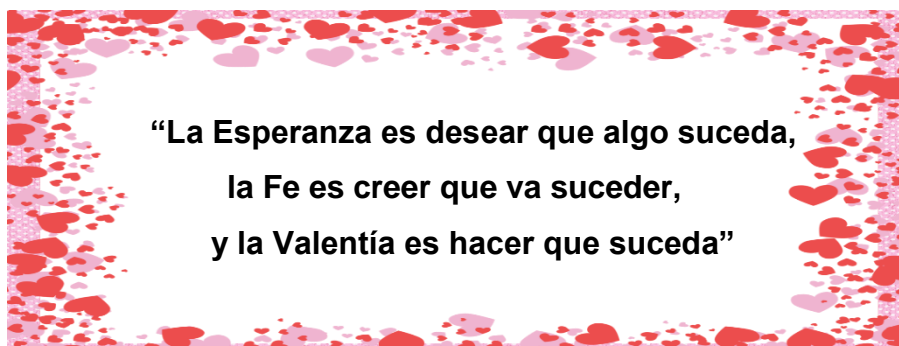 “La Esperanza es desear que algo suceda,
la Fe es creer que va suceder,
y la Valentía es hacer que suceda”